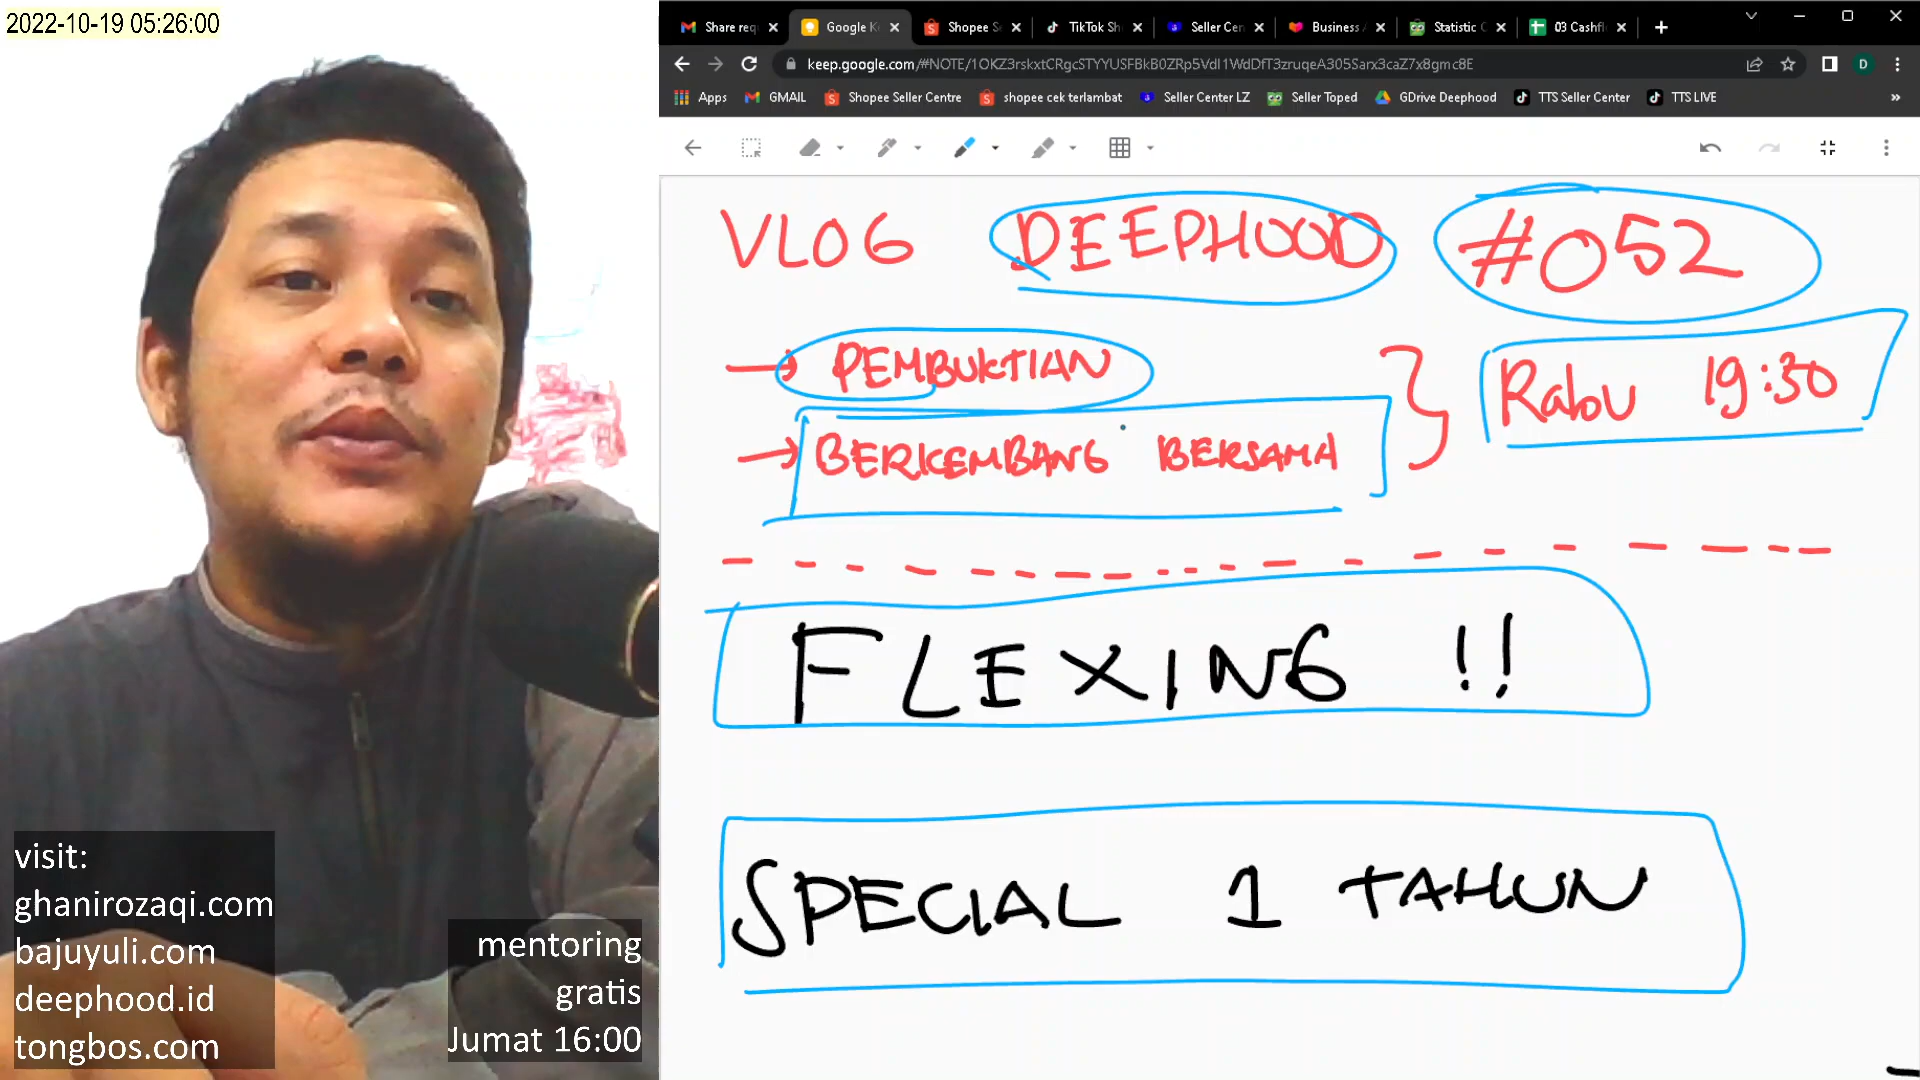 2022-10-19 05:26:00
Share req
Google K
Shopee S
TikTok Sh
Seller Cen
Business
Statistic
03 Cashfl
keep.google.com/#NOTE/1OKZ3rskxtCRgcSTYYUSFBkB0ZRp5Vdl1WdDfT3zruqeA305Sarx3caZ7x8gmc8E
D
Apps
GMAIL
Shopee Seller Centre
shopee cek terlambat
Seller Center LZ
Seller Toped
GDrive Deephood
TTS Seller Center
TTS LIVE
»
VLOG DEEPHOOD #052
→ PEMBUKTIAN
→ BERKEMBANG BERSAMA
Rabu 19:30
FLEXING !!
SPECIAL 1 TAHUN
visit:
ghanirozaqi.com
bajuyuli.com
deephood.id
tongbos.com
mentoring
gratis
Jumat 16:00